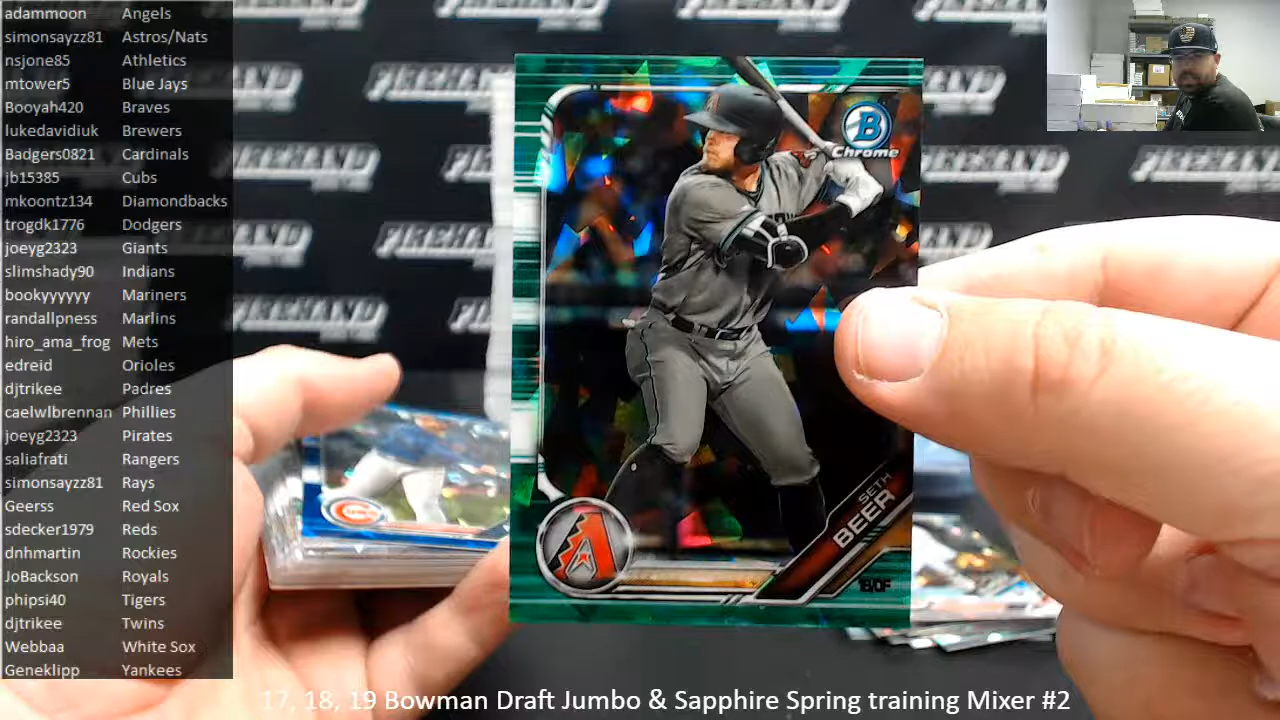 adammoon Angels
simonsayzz81 Astros/Nats
nsjone85 Athletics
mtower5 Blue Jays
Booyah420 Braves
lukedavidiuk Brewers
Badgers0821 Cardinals
jb15385 Cubs
mkoontz134 Diamondbacks
trogdk1776 Dodgers
joeyg2323 Giants
slimshady90 Indians
bookyyyyyy Mariners
randallpness Marlins
hiro_ama_frog Mets
edreid Orioles
djtrikee Padres
caelwlbrennan Phillies
joeyg2323 Pirates
saliafrati Rangers
simonsayzz81 Rays
Geerss Red Sox
sdecker1979 Reds
dnhmartin Rockies
JoBackson Royals
phipsi40 Tigers
djtrikee Twins
Webbaa White Sox
Geneklipp Yankees
FIREHAND
B
Chrome
SETH
BEER
CUBS
17, 18, 19 Bowman Draft Jumbo & Sapphire Spring training Mixer #2